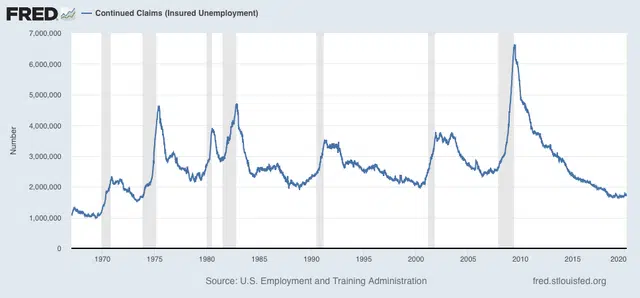 FRED — Continued Claims (Insured Unemployment)
7,000,000
6,000,000
5,000,000
4,000,000
3,000,000
2,000,000
1,000,000
0
Number
1970 1975 1980 1985 1990 1995 2000 2005 2010 2015 2020
Source: U.S. Employment and Training Administration fred.stlouisfed.org